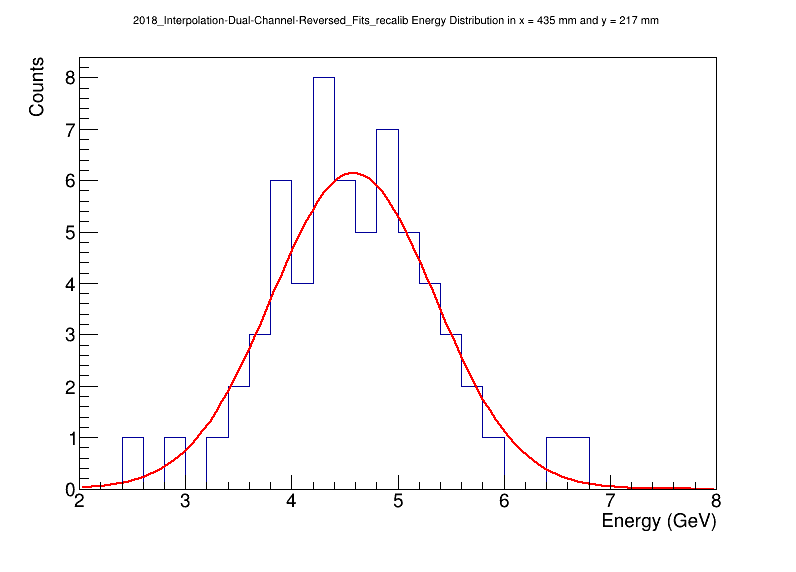 2018_Interpolation-Dual-Channel-Reversed_Fits_recalib Energy Distribution in x = 435 mm and y = 217 mm
Counts
8
7
6
5
4
3
2
1
0
2 3 4 5 6 7 8
Energy (GeV)